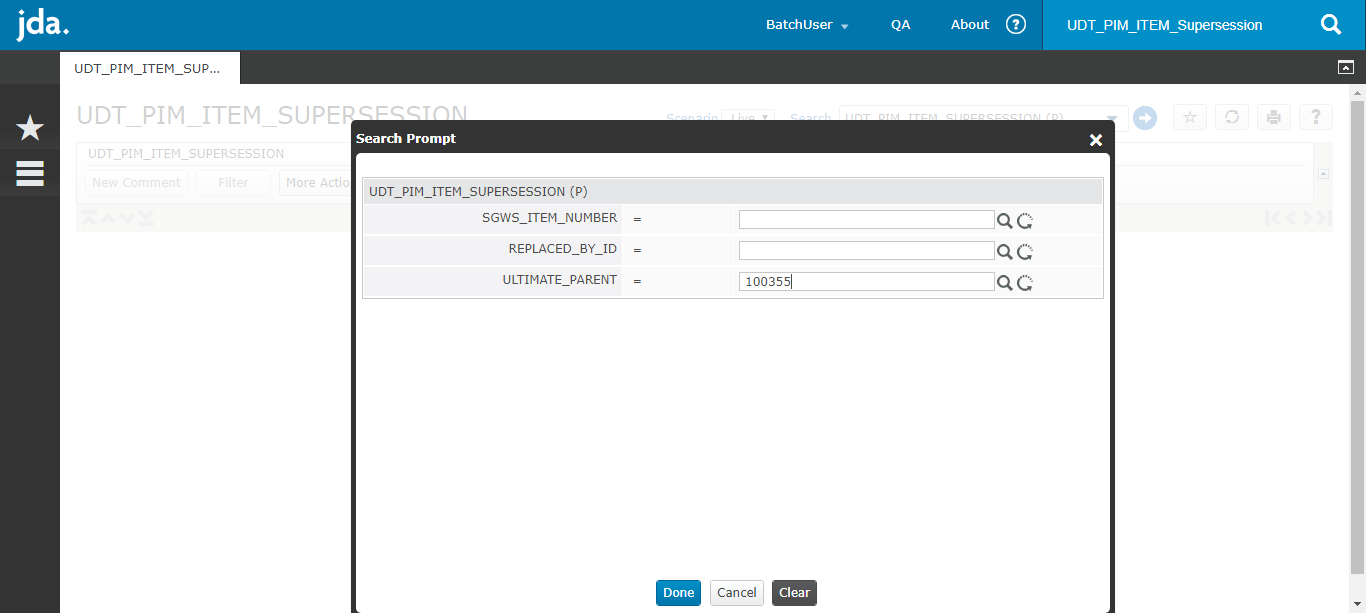 jda.
BatchUser QA About ? UDT_PIM_ITEM_Supersession
UDT_PIM_ITEM_SUP...
UDT_PIM_ITEM_SUPERSESSION
Scenario Live Search UDT_PIM_ITEM_SUPERSESSION (P) ?
Search Prompt
UDT_PIM_ITEM_SUPERSESSION
New Comment Filter More Actio
UDT_PIM_ITEM_SUPERSESSION (P)
SGWS_ITEM_NUMBER =
REPLACED_BY_ID =
ULTIMATE_PARENT = 100355
Done Cancel Clear